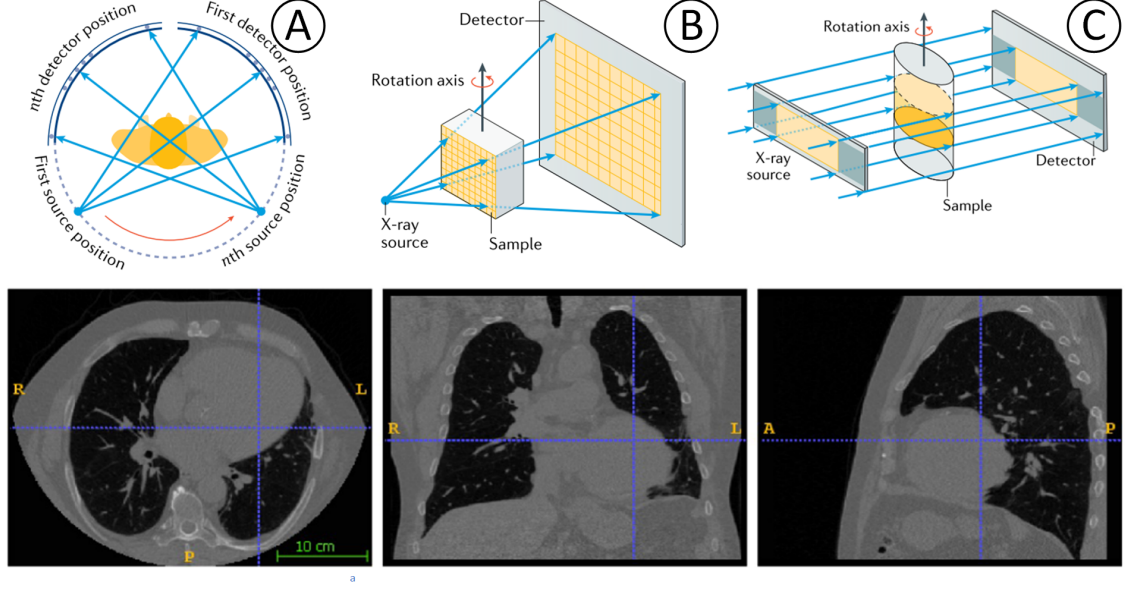 nth detector position
First detector position
A
First source position
nth source position
B
Detector
Rotation axis
X-ray
source
Sample
C
Rotation axis
X-ray
source
Detector
Sample
R
L
P
10 cm
R
L
A
P
a